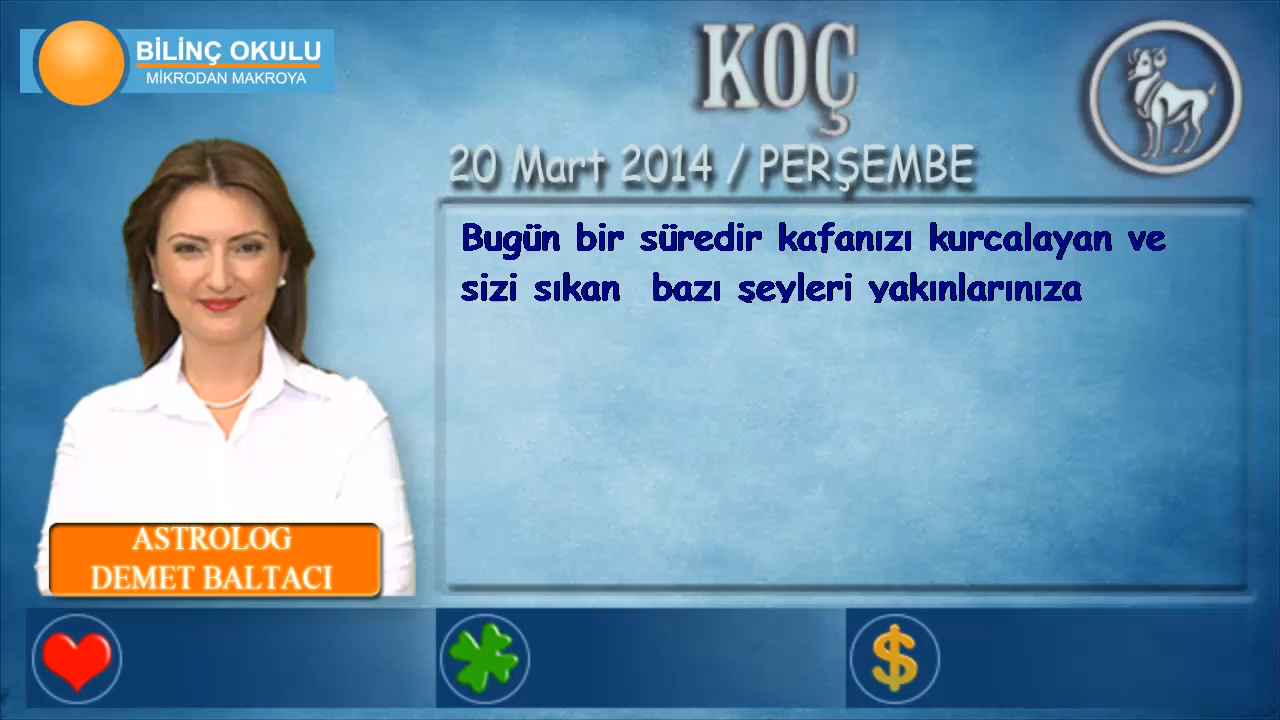 BİLİNÇ OKULU
MİKRODAN MAKROYA
KOÇ
20 Mart 2014 / PERŞEMBE
Bugün bir süredir kafanızı kurcalayan ve
sizi sıkan bazı şeyleri yakınlarınıza
ASTROLOG
DEMET BALTACI